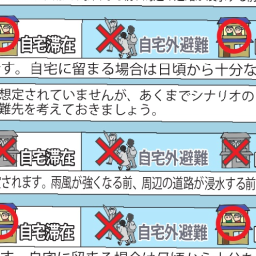 自宅滞在 自宅外避難
す。自宅に留まる場合は日頃から十分な
想定されていませんが、あくまでシナリオの
難先を考えておきましょう。
自宅滞在 自宅外避難
されます。雨風が強くなる前、周辺の道路が浸水する前
自宅滞在 自宅外避難